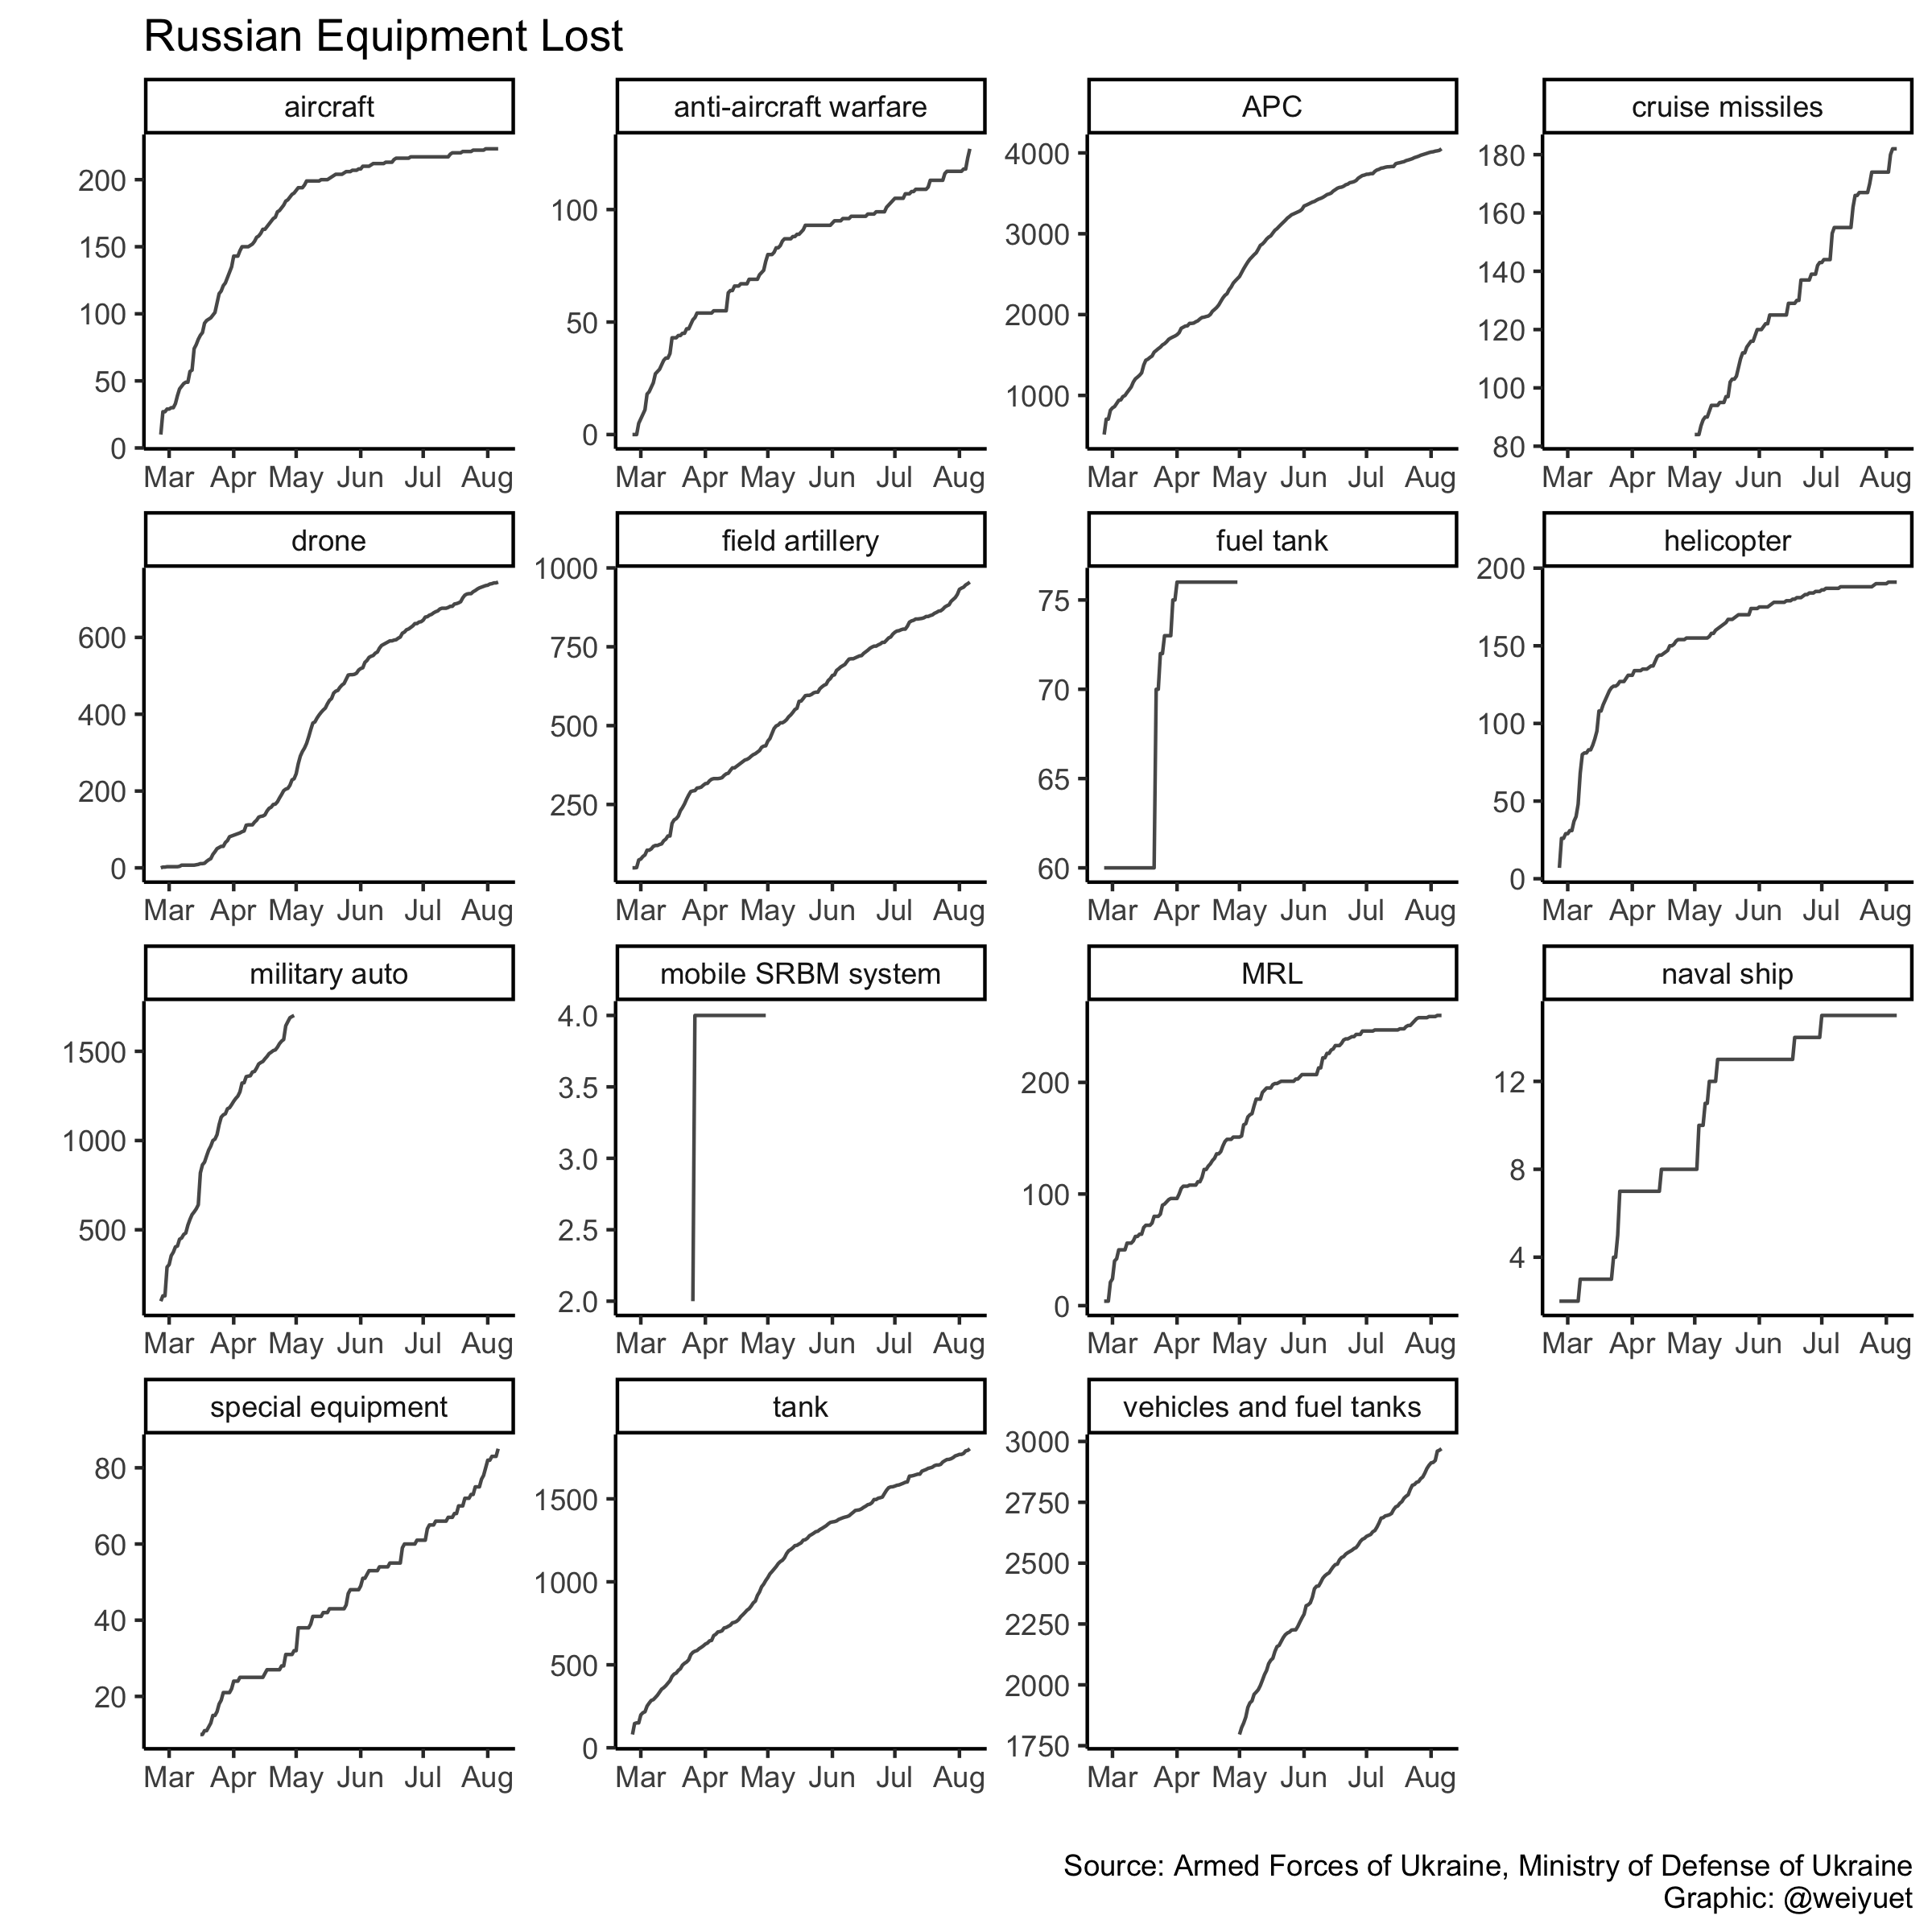 Russian Equipment Lost
aircraft
anti-aircraft warfare
APC
cruise missiles
200
150
100
50
0
Mar Apr May Jun Jul Aug
100
50
0
Mar Apr May Jun Jul Aug
4000
3000
2000
1000
Mar Apr May Jun Jul Aug
180
160
140
120
100
80
Mar Apr May Jun Jul Aug
drone
field artillery
fuel tank
helicopter
600
400
200
0
Mar Apr May Jun Jul Aug
1000
750
500
250
Mar Apr May Jun Jul Aug
75
70
65
60
Mar Apr May Jun Jul Aug
200
150
100
50
0
Mar Apr May Jun Jul Aug
military auto
mobile SRBM system
MRL
naval ship
1500
1000
500
Mar Apr May Jun Jul Aug
4.0
3.5
3.0
2.5
2.0
Mar Apr May Jun Jul Aug
200
100
0
Mar Apr May Jun Jul Aug
12
8
4
Mar Apr May Jun Jul Aug
special equipment
tank
vehicles and fuel tanks
80
60
40
20
Mar Apr May Jun Jul Aug
1500
1000
500
0
Mar Apr May Jun Jul Aug
3000
2750
2500
2250
2000
1750
Mar Apr May Jun Jul Aug
Source: Armed Forces of Ukraine, Ministry of Defense of Ukraine
Graphic: @weiyuet